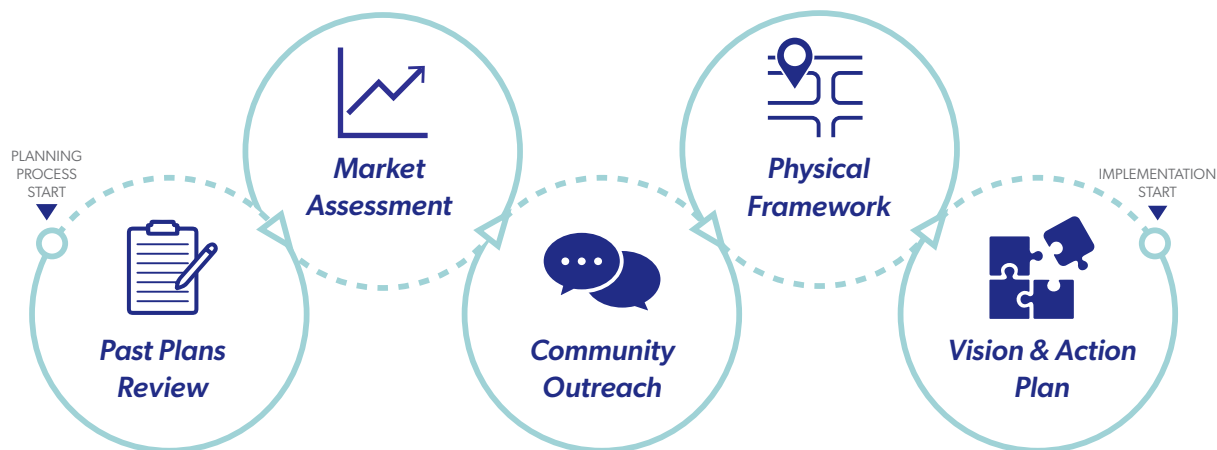 PLANNING
PROCESS
START
Past Plans
Review
Market
Assessment
Community
Outreach
Physical
Framework
Vision & Action
Plan
IMPLEMENTATION
START